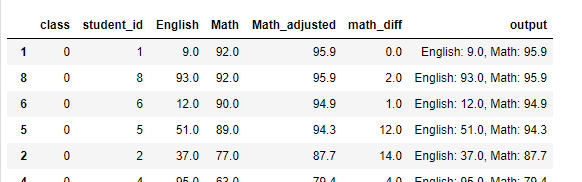 class student_id English Math Math_adjusted math_diff output
1 0 1 9.0 92.0 95.9 0.0 English: 9.0, Math: 95.9
8 0 8 93.0 92.0 95.9 2.0 English: 93.0, Math: 95.9
6 0 6 12.0 90.0 94.9 1.0 English: 12.0, Math: 94.9
5 0 5 51.0 89.0 94.3 12.0 English: 51.0, Math: 94.3
2 0 2 37.0 77.0 87.7 14.0 English: 37.0, Math: 87.7
4 0 4 95.0 63.0 79.4 4.0 English: 95.0, Math: 79.4